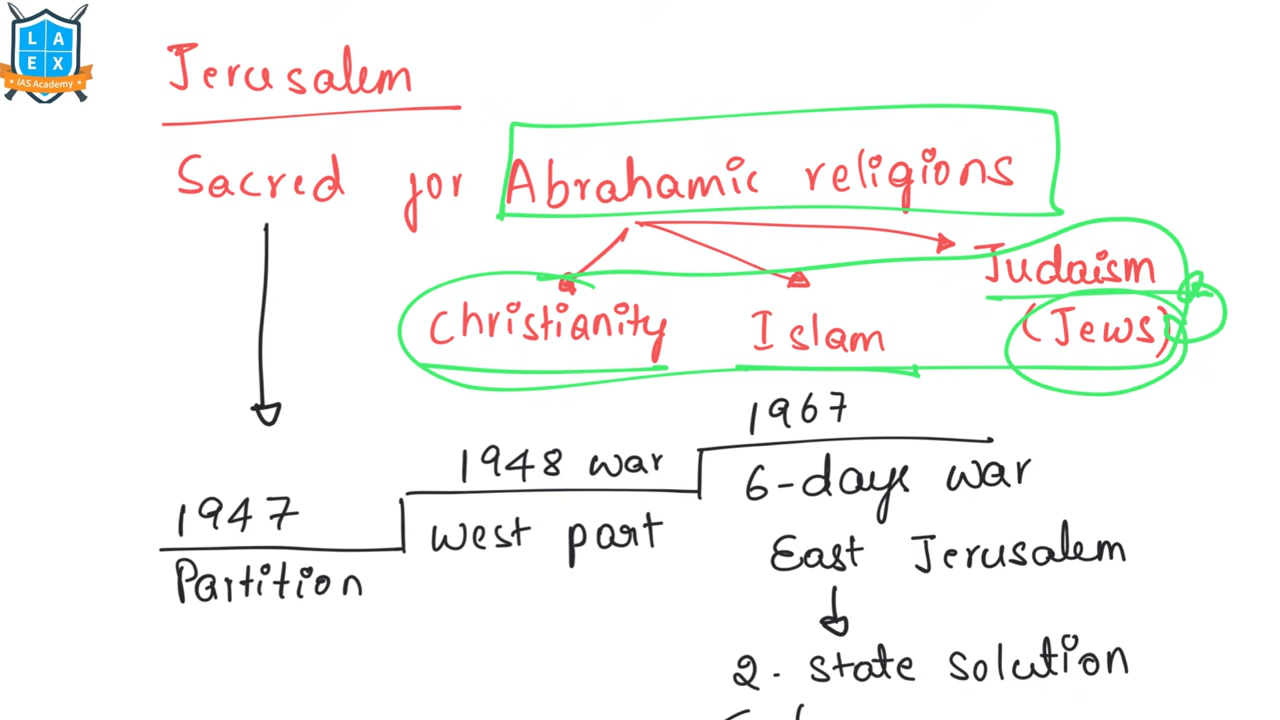 L A
E X
IAS Academy
Jerusalem
Sacred for Abrahamic religions
Judaism
Christianity Islam (Jews)
1967
1948 war
6-days war
1947
West part
East Jerusalem
Partition
2. state solution